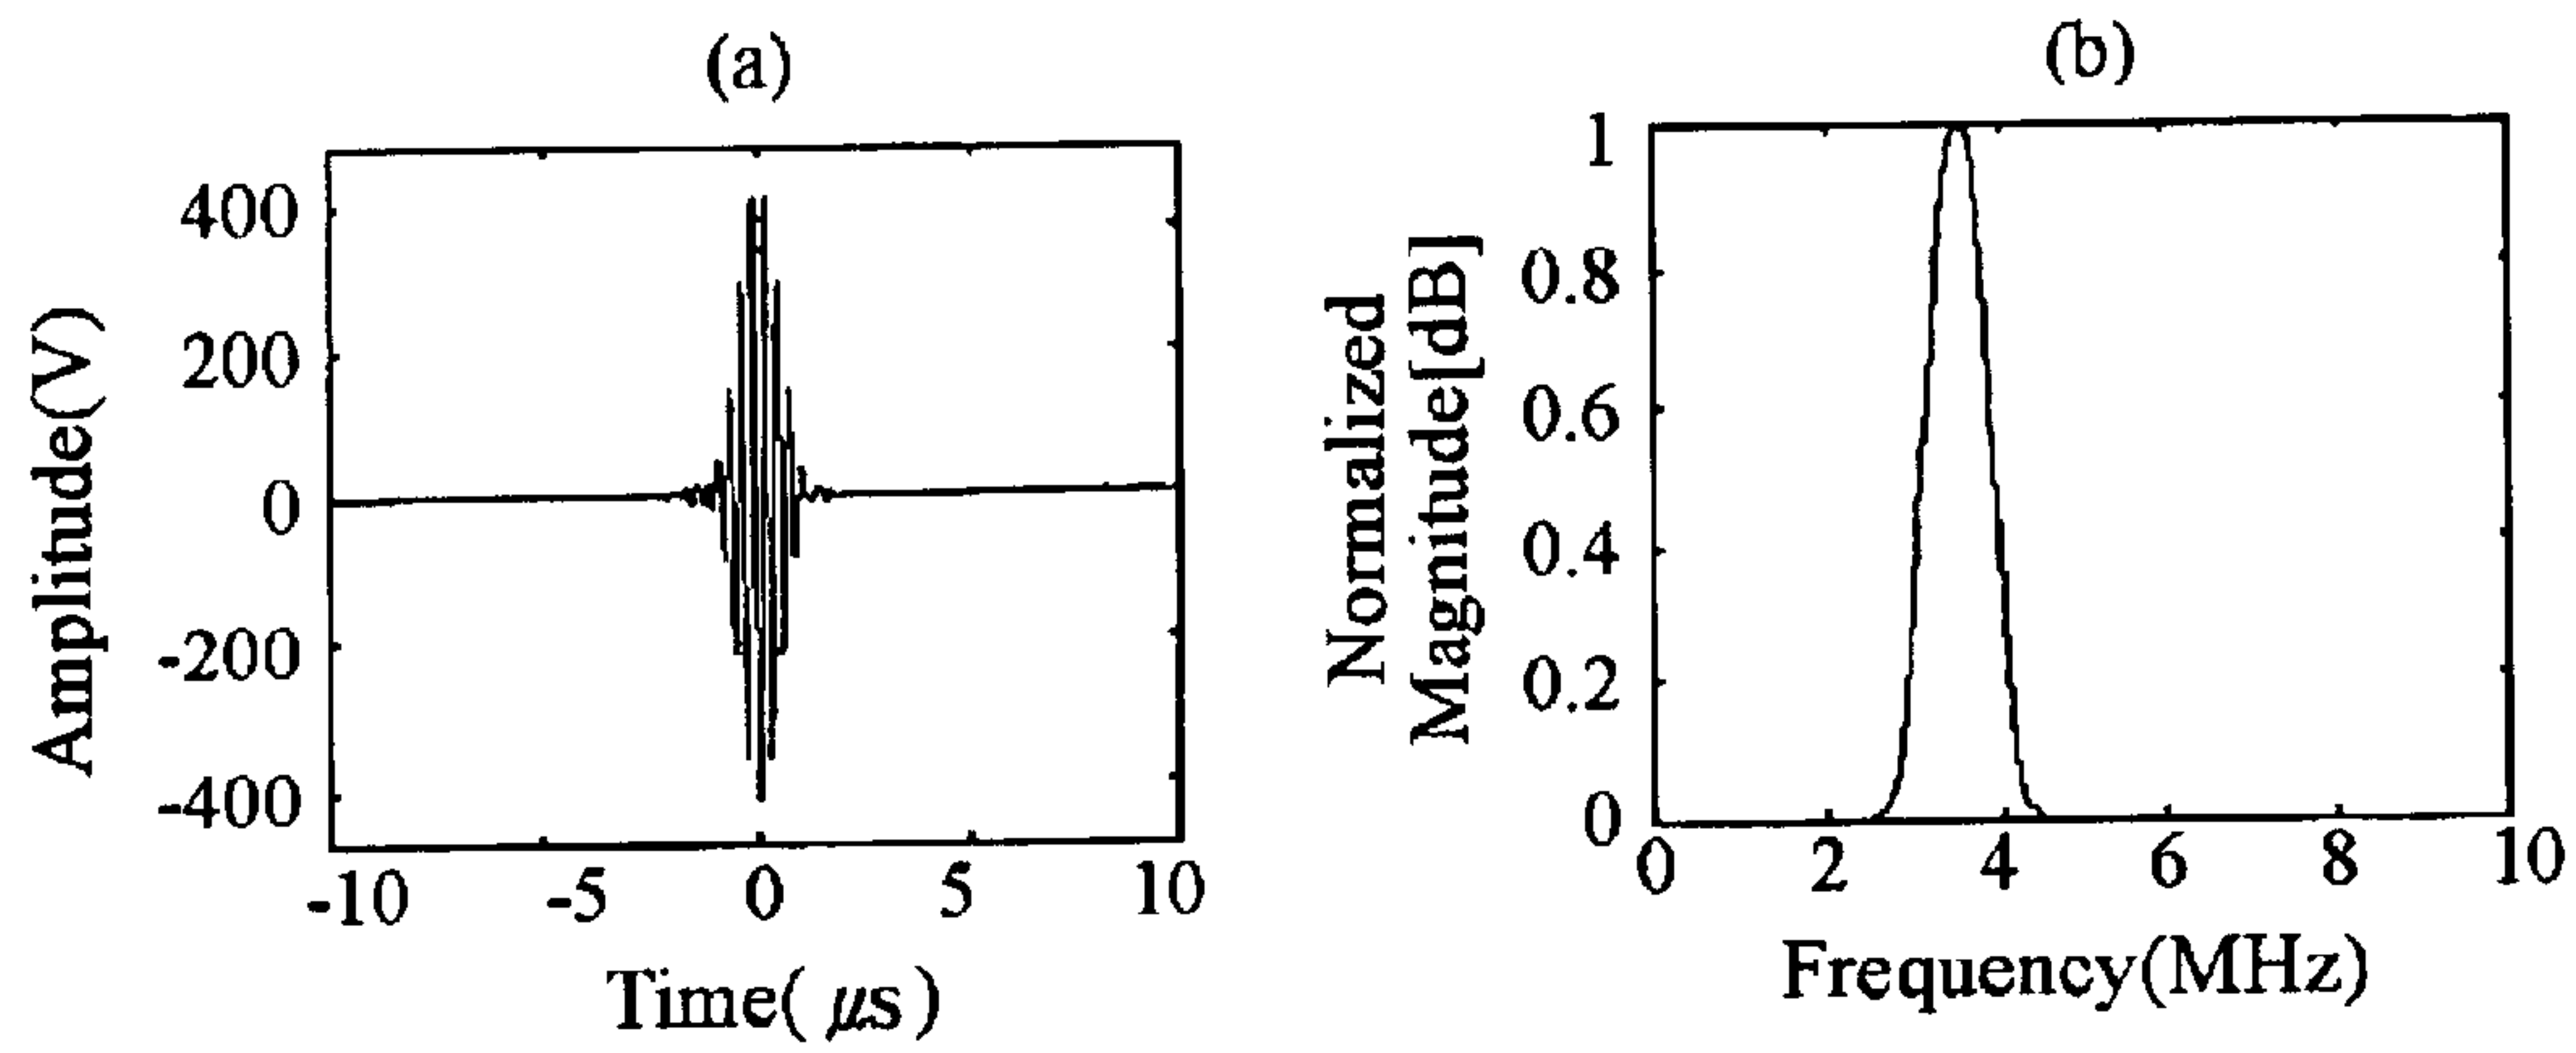 (a)
400
200
0
-200
-400
Amplitude(V)
-10 -5 0 5 10
Time( μs)
(b)
1
0.8
0.6
0.4
0.2
0
Normalized
Magnitude[dB]
0 2 4 6 8 10
Frequency(MHz)